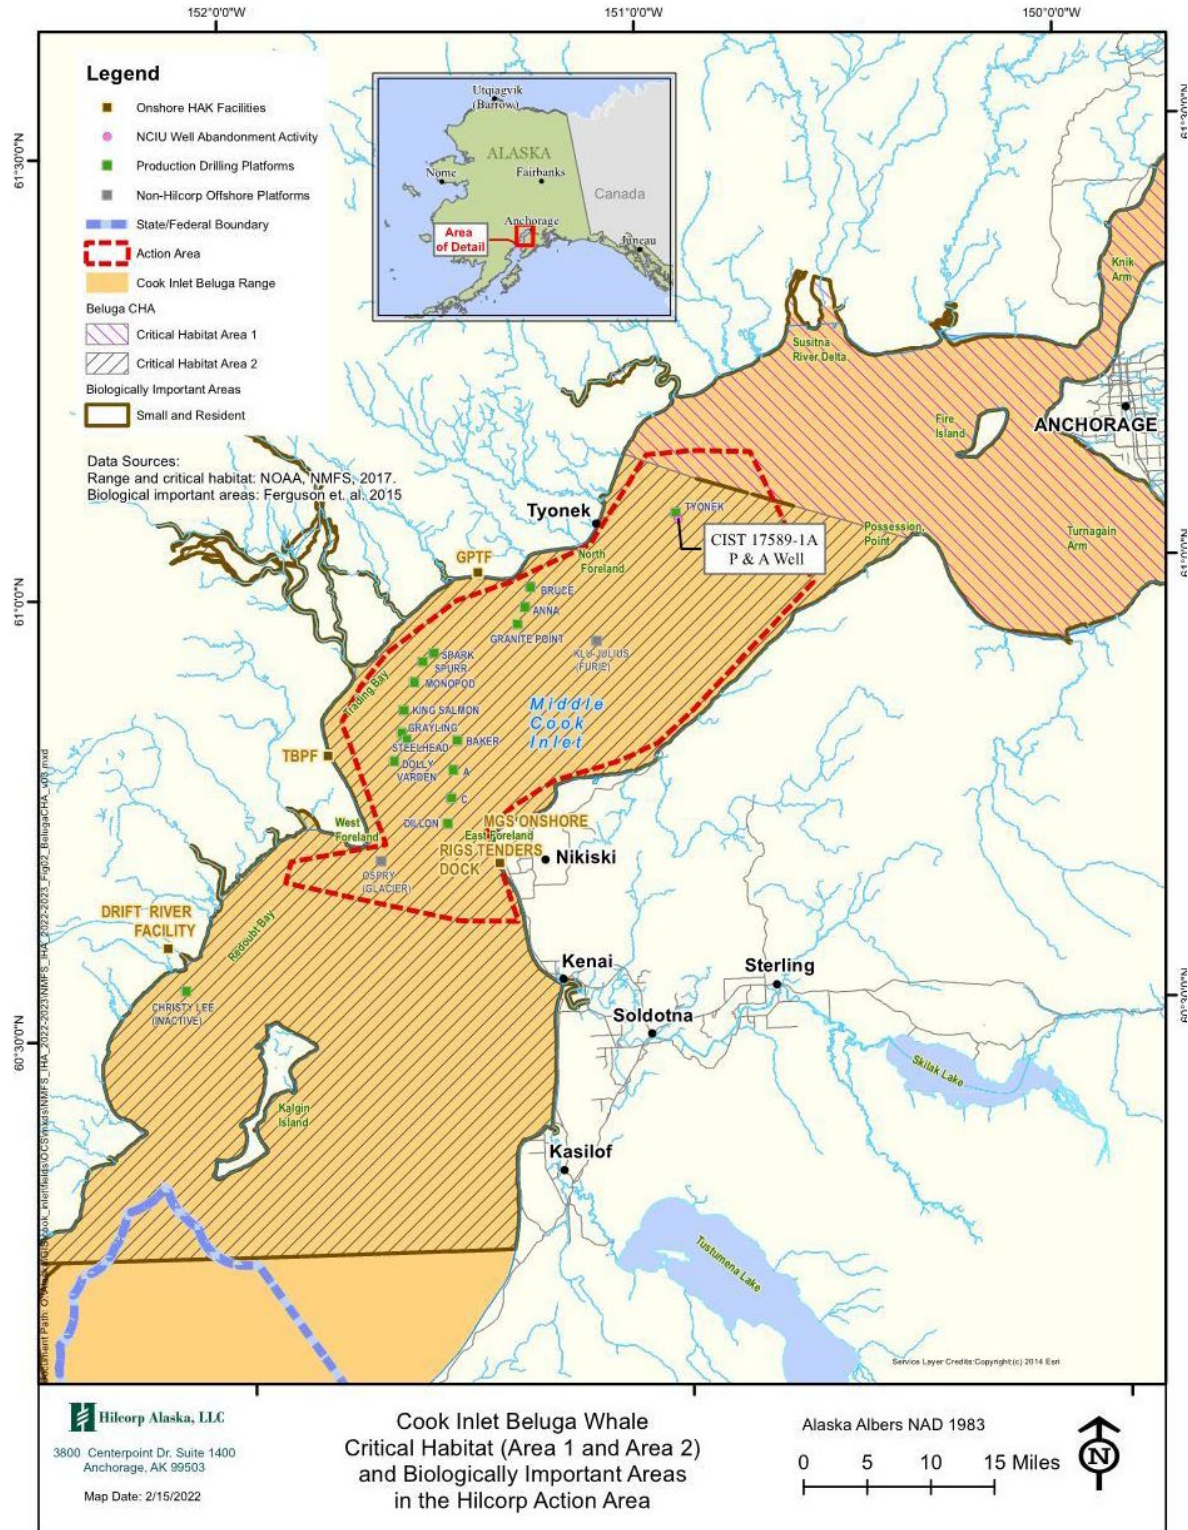 152°0'0"W
151°0'0"W
150°0'0"W
61°30'0"N
61°0'0"N
60°30'0"N
61°30'0"N
61°0'0"N
60°30'0"N
Legend
Onshore HAK Facilities
NCIU Well Abandonment Activity
Production Drilling Platforms
Non-Hilcorp Offshore Platforms
State/Federal Boundary
Action Area
Cook Inlet Beluga Range
Beluga CHA
Critical Habitat Area 1
Critical Habitat Area 2
Biologically Important Areas
Small and Resident
Data Sources:
Range and critical habitat: NOAA, NMFS, 2017.
Biological important areas: Ferguson et. al. 2015
Utqiagvik
(Barrow)
ALASKA
Nome
Fairbanks
Canada
Anchorage
Area
of Detail
Juneau
Knik
Arm
Susitna
River Delta
Fire
Island
ANCHORAGE
Turnagain
Arm
Possession
Point
Tyonek
TYONEK
CIST 17589-1A
P & A Well
North
Foreland
GPTF
BRUCE
ANNA
GRANITE POINT
KLU-JULIUS
(FURIE)
SPARK
SPURR
MONOPOD
Trading Bay
KING SALMON
GRAYLING
STEELHEAD
BAKER
DOLLY
VARDEN
A
C
DILLON
Middle
Cook
Inlet
TBPF
West
Foreland
MGS ONSHORE
East Foreland
RIGS TENDERS
DOCK
Nikiski
OSPRY
(GLACIER)
DRIFT RIVER
FACILITY
Redoubt Bay
CHRISTY LEE
(INACTIVE)
Kenai
Sterling
Soldotna
Skilak Lake
Kalgin
Island
Kasilof
Tustumena Lake
Service Layer Credits:Copyright:(c) 2014 Esri
Hilcorp Alaska, LLC
3800 Centerpoint Dr. Suite 1400
Anchorage, AK 99503
Map Date: 2/15/2022
Cook Inlet Beluga Whale
Critical Habitat (Area 1 and Area 2)
and Biologically Important Areas
in the Hilcorp Action Area
Alaska Albers NAD 1983
0 5 10 15 Miles
N